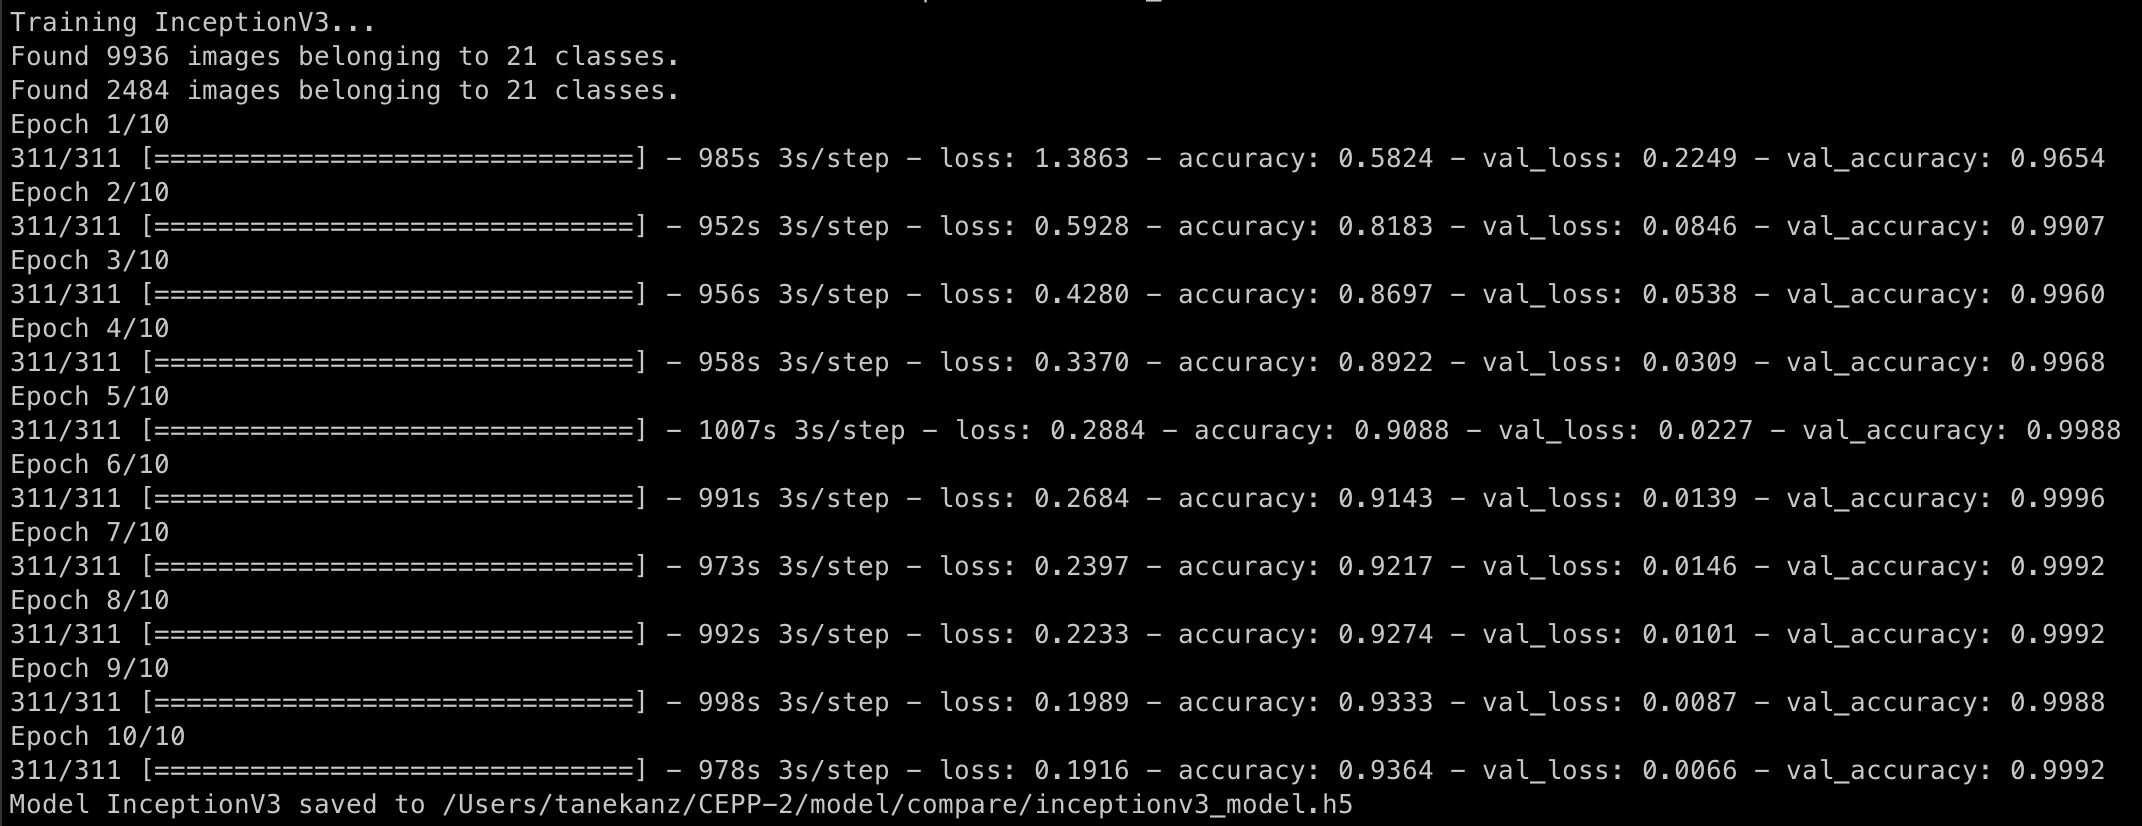 Training InceptionV3...
Found 9936 images belonging to 21 classes.
Found 2484 images belonging to 21 classes.
Epoch 1/10
311/311 [==============================] - 985s 3s/step - loss: 1.3863 - accuracy: 0.5824 - val_loss: 0.2249 - val_accuracy: 0.9654
Epoch 2/10
311/311 [==============================] - 952s 3s/step - loss: 0.5928 - accuracy: 0.8183 - val_loss: 0.0846 - val_accuracy: 0.9907
Epoch 3/10
311/311 [==============================] - 956s 3s/step - loss: 0.4280 - accuracy: 0.8697 - val_loss: 0.0538 - val_accuracy: 0.9960
Epoch 4/10
311/311 [==============================] - 958s 3s/step - loss: 0.3370 - accuracy: 0.8922 - val_loss: 0.0309 - val_accuracy: 0.9968
Epoch 5/10
311/311 [==============================] - 1007s 3s/step - loss: 0.2884 - accuracy: 0.9088 - val_loss: 0.0227 - val_accuracy: 0.9988
Epoch 6/10
311/311 [==============================] - 991s 3s/step - loss: 0.2684 - accuracy: 0.9143 - val_loss: 0.0139 - val_accuracy: 0.9996
Epoch 7/10
311/311 [==============================] - 973s 3s/step - loss: 0.2397 - accuracy: 0.9217 - val_loss: 0.0146 - val_accuracy: 0.9992
Epoch 8/10
311/311 [==============================] - 992s 3s/step - loss: 0.2233 - accuracy: 0.9274 - val_loss: 0.0101 - val_accuracy: 0.9992
Epoch 9/10
311/311 [==============================] - 998s 3s/step - loss: 0.1989 - accuracy: 0.9333 - val_loss: 0.0087 - val_accuracy: 0.9988
Epoch 10/10
311/311 [==============================] - 978s 3s/step - loss: 0.1916 - accuracy: 0.9364 - val_loss: 0.0066 - val_accuracy: 0.9992
Model InceptionV3 saved to /Users/tanekanz/CEPP-2/model/compare/inceptionv3_model.h5